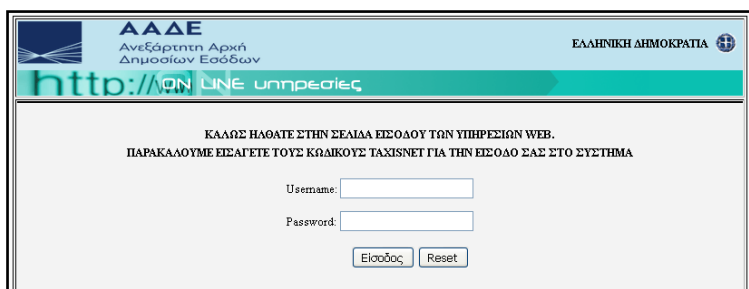 ΑΑΔΕ
Ανεξάρτητη Αρχή
Δημοσίων Εσόδων
ΕΛΛΗΝΙΚΗ ΔΗΜΟΚΡΑΤΙΑ
http://www
ON LINE υπηρεσίες
ΚΑΛΩΣ ΗΛΘΑΤΕ ΣΤΗΝ ΣΕΛΙΔΑ ΕΙΣΟΔΟΥ ΤΩΝ ΥΠΗΡΕΣΙΩΝ WEB.
ΠΑΡΑΚΑΛΟΥΜΕ ΕΙΣΑΓΕΤΕ ΤΟΥΣ ΚΩΔΙΚΟΥΣ TAXISNET ΓΙΑ ΤΗΝ ΕΙΣΟΔΟ ΣΑΣ ΣΤΟ ΣΥΣΤΗΜΑ
Username:
Password:
Είσοδος Reset